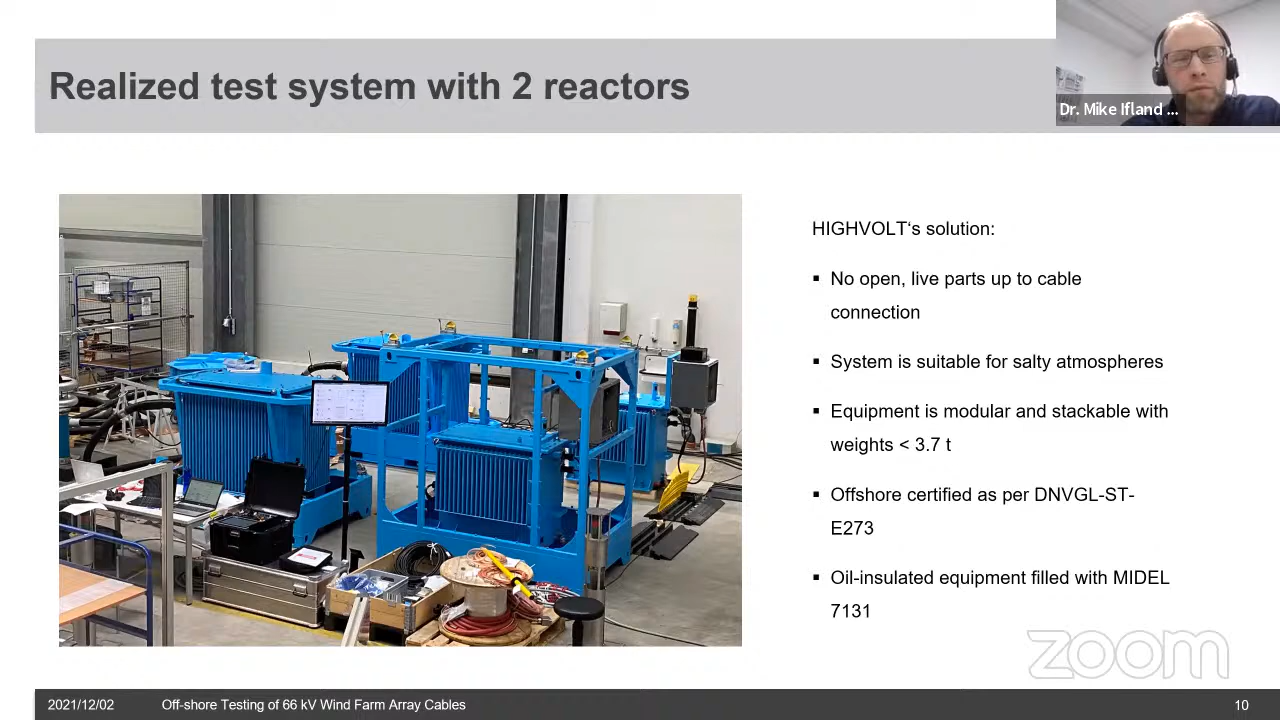 Realized test system with 2 reactors
Dr. Mike Ifland ...
HIGHVOLT‘s solution:
▪ No open, live parts up to cable
connection
▪ System is suitable for salty atmospheres
▪ Equipment is modular and stackable with
weights < 3.7 t
▪ Offshore certified as per DNVGL-ST-
E273
▪ Oil-insulated equipment filled with MIDEL
7131
zoom
2021/12/02 Off-shore Testing of 66 kV Wind Farm Array Cables 10